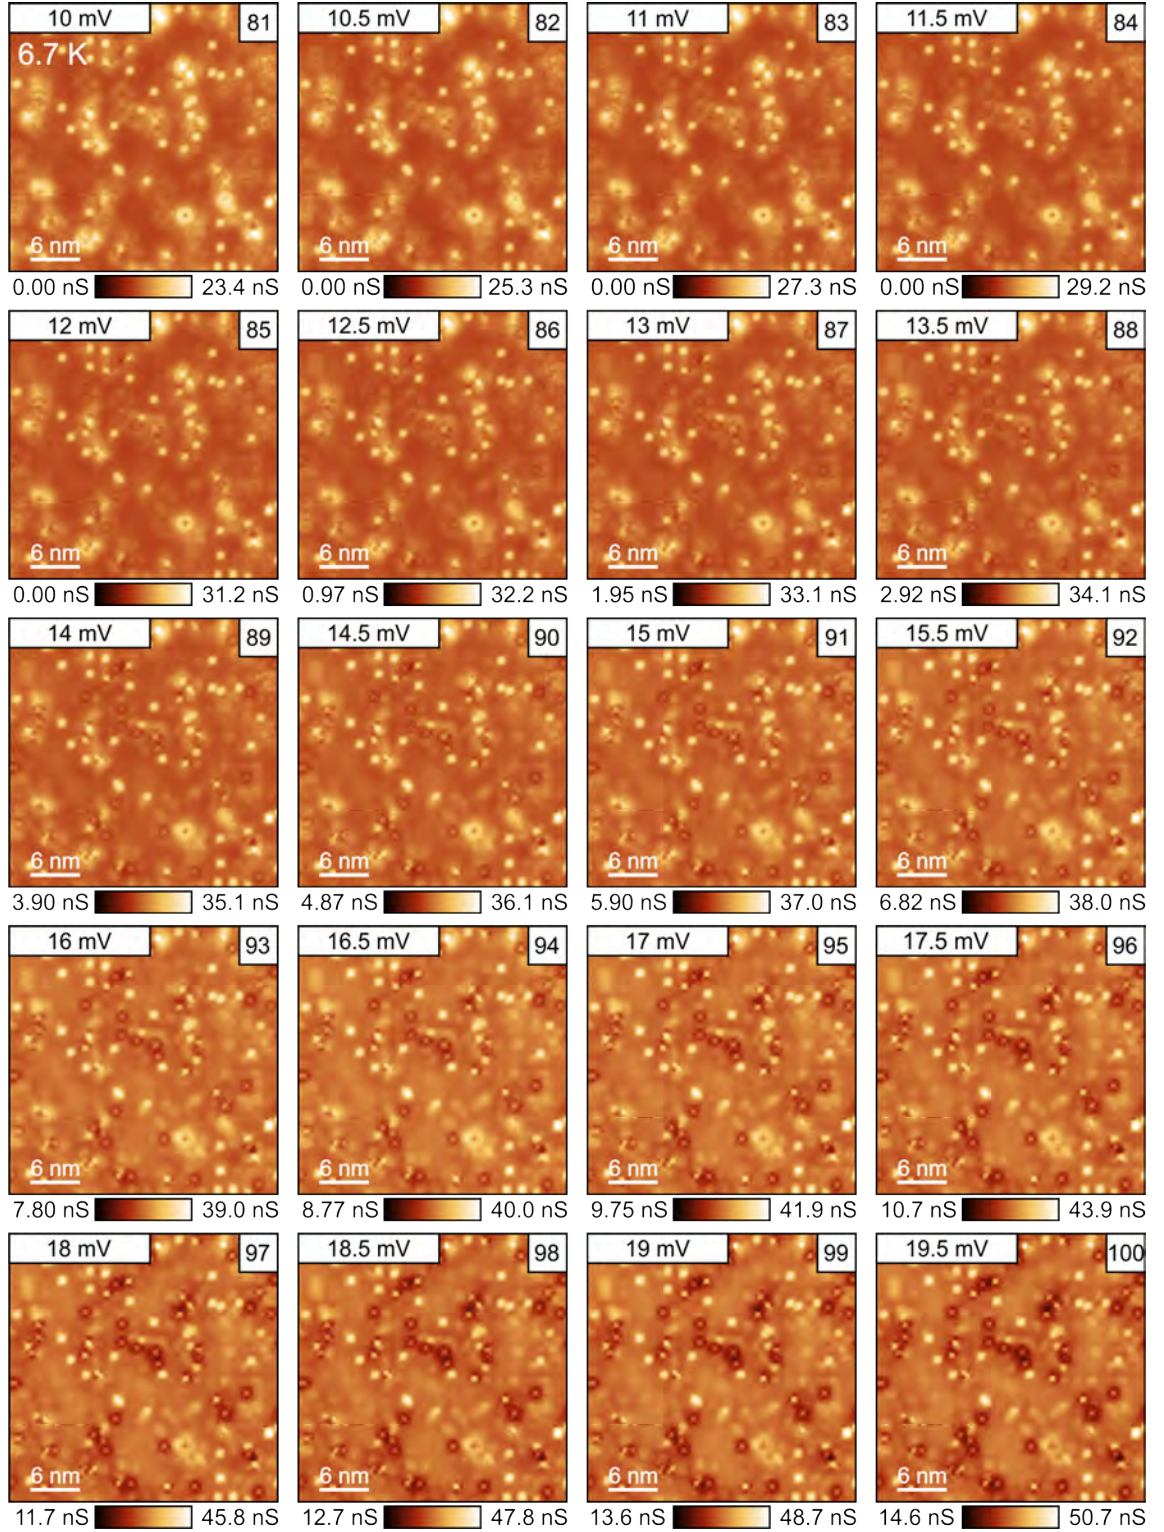 10 mV 81 10.5 mV 82 11 mV 83 11.5 mV 84
6.7 K
6 nm 6 nm 6 nm 6 nm
0.00 nS 23.4 nS 0.00 nS 25.3 nS 0.00 nS 27.3 nS 0.00 nS 29.2 nS
12 mV 85 12.5 mV 86 13 mV 87 13.5 mV 88
6 nm 6 nm 6 nm 6 nm
0.00 nS 31.2 nS 0.97 nS 32.2 nS 1.95 nS 33.1 nS 2.92 nS 34.1 nS
14 mV 89 14.5 mV 90 15 mV 91 15.5 mV 92
6 nm 6 nm 6 nm 6 nm
3.90 nS 35.1 nS 4.87 nS 36.1 nS 5.90 nS 37.0 nS 6.82 nS 38.0 nS
16 mV 93 16.5 mV 94 17 mV 95 17.5 mV 96
6 nm 6 nm 6 nm 6 nm
7.80 nS 39.0 nS 8.77 nS 40.0 nS 9.75 nS 41.9 nS 10.7 nS 43.9 nS
18 mV 97 18.5 mV 98 19 mV 99 19.5 mV 100
6 nm 6 nm 6 nm 6 nm
11.7 nS 45.8 nS 12.7 nS 47.8 nS 13.6 nS 48.7 nS 14.6 nS 50.7 nS